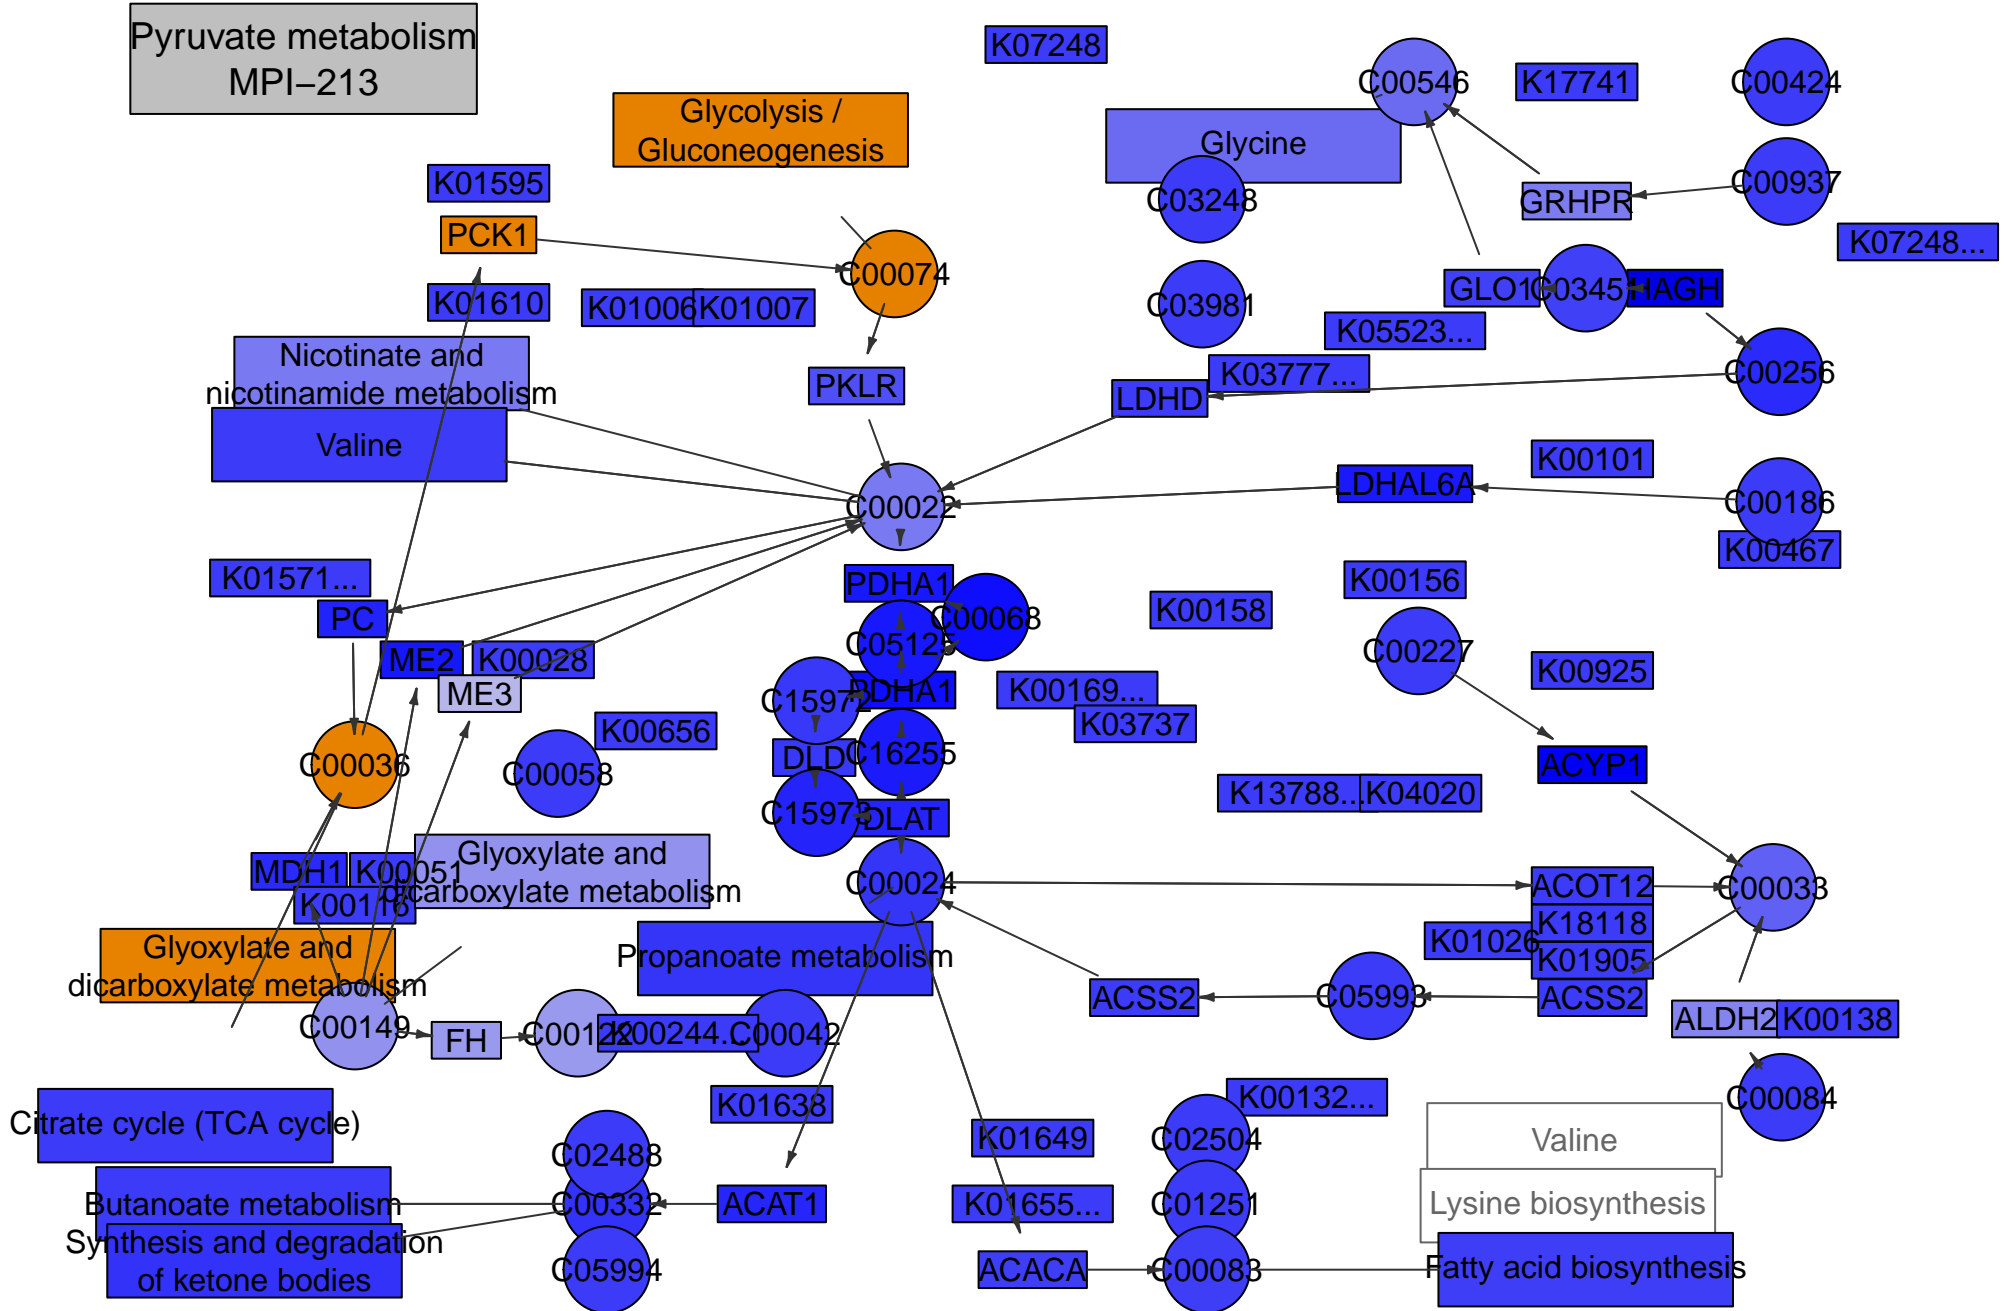 Pyruvate metabolism
MPI−213
K07248
C00546
K17741
C00424
Glycolysis /
Gluconeogenesis
Glycine
K01595
C03248
GRHPR
C00937
PCK1
K07248...
C00074
K01610
K01006
K01007
C03981
GLO1
C0345
HAGH
K05523...
Nicotinate and
nicotinamide metabolism
PKLR
K03777...
C00256
LDHD
Valine
K00101
LDHAL6A
C00022
C00186
K00467
K01571...
PDHA1
K00156
PC
C00068
K00158
C05125
C00227
ME2
K00028
K00925
ME3
C15972
PDHA1
K00169...
K00656
K03737
C00036
C00058
DLD
C16255
ACYP1
K13788...
K04020
C15973
DLAT
MDH1
K00051
Glyoxylate and
dicarboxylate metabolism
C00024
ACOT12
C00033
K00116
K18118
Glyoxylate and
dicarboxylate metabolism
Propanoate metabolism
K01026
K01905
ACSS2
C05993
ACSS2
C00149
FH
C00122
K00244...
C00042
ALDH2
K00138
K01638
K00132...
C00084
Citrate cycle (TCA cycle)
C02488
K01649
C02504
Valine
Butanoate metabolism
C00332
ACAT1
K01655...
C01251
Lysine biosynthesis
Synthesis and degradation
of ketone bodies
C05994
ACACA
C00083
Fatty acid biosynthesis